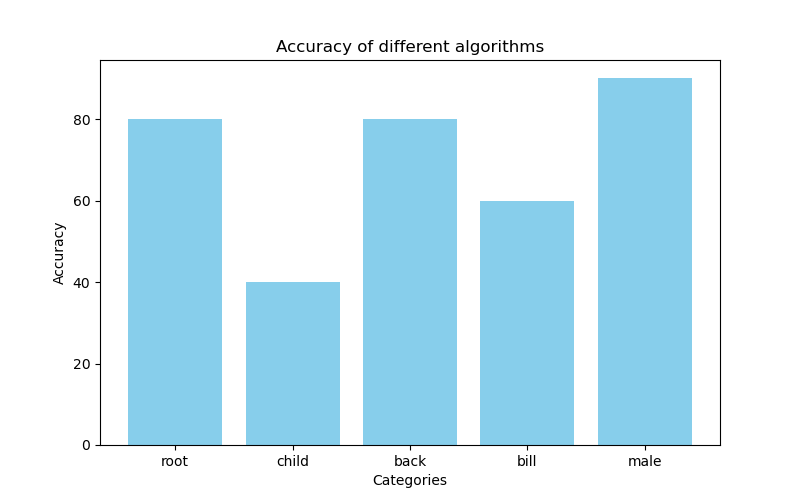 Accuracy of different algorithms
Accuracy
80
60
40
20
0
root child back bill male
Categories